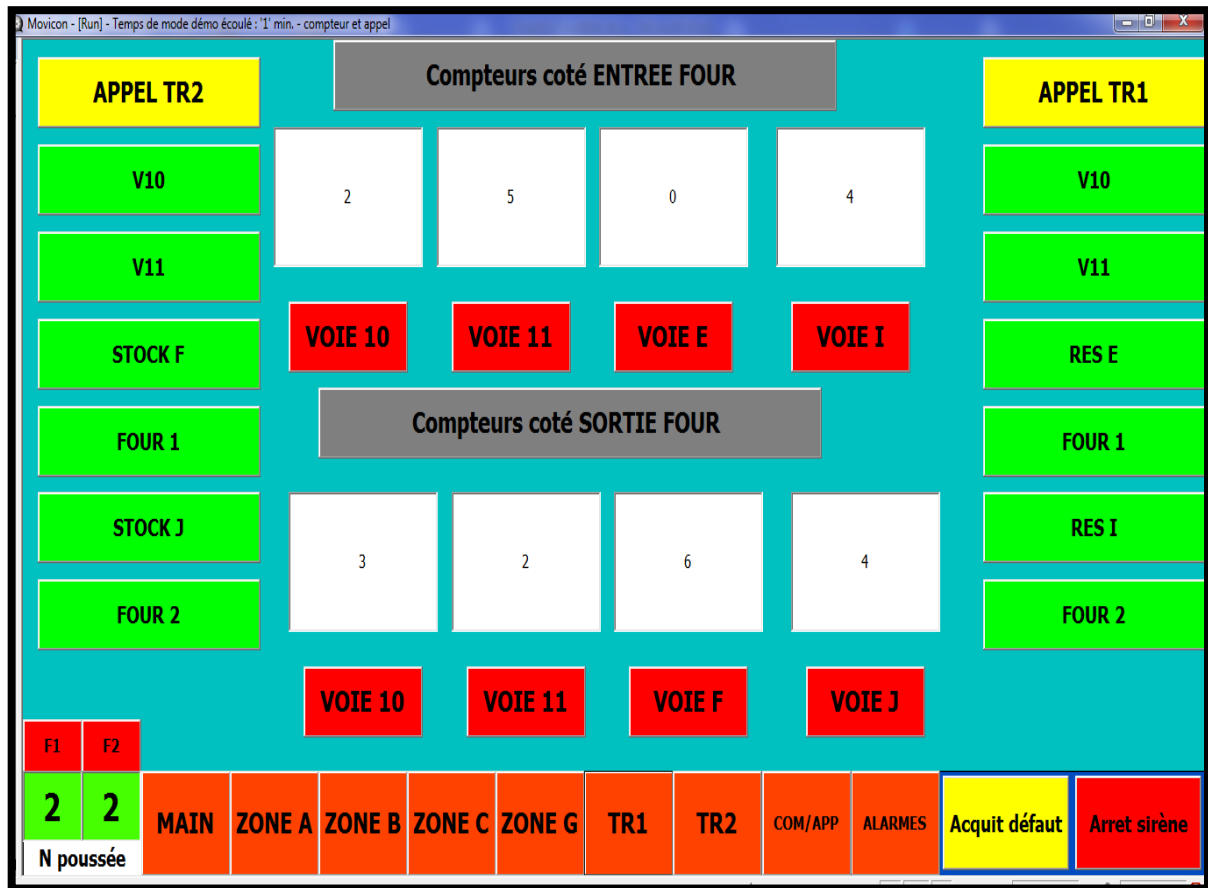 Movicon - [Run] - Temps de mode démo écoulé : '1' min. - compteur et appel
Compteurs coté ENTREE FOUR
APPEL TR2
APPEL TR1
V10
2
5
0
4
V10
V11
V11
VOIE 10
VOIE 11
VOIE E
VOIE I
STOCK F
RES E
Compteurs coté SORTIE FOUR
FOUR 1
FOUR 1
STOCK J
RES I
3
2
6
4
FOUR 2
FOUR 2
VOIE 10
VOIE 11
VOIE F
VOIE J
F1
F2
2
2
N poussée
MAIN
ZONE A
ZONE B
ZONE C
ZONE G
TR1
TR2
COM/APP
ALARMES
Acquit défaut
Arret sirène